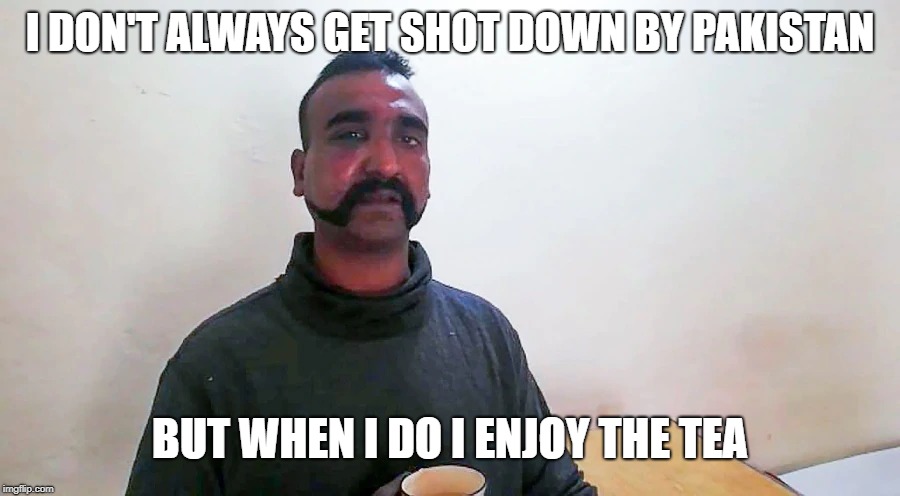 I DON'T ALWAYS GET SHOT DOWN BY PAKISTAN
BUT WHEN I DO I ENJOY THE TEA
imgflip.com